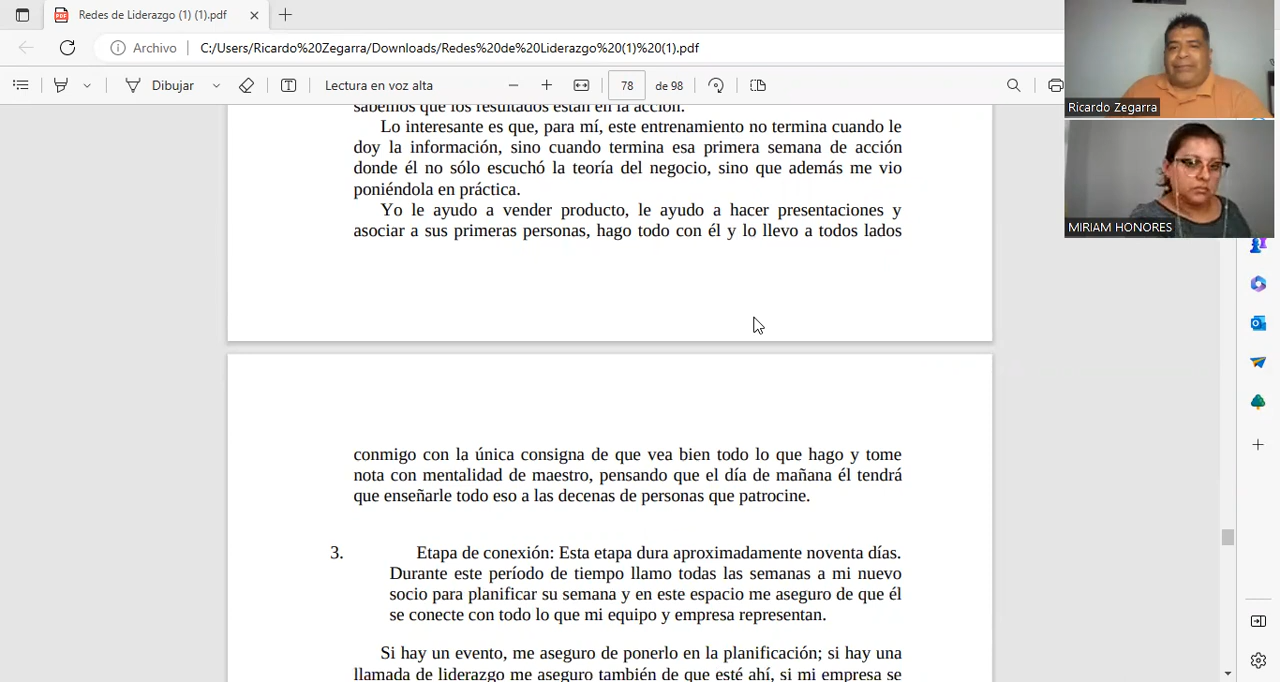 Redes de Liderazgo (1) (1).pdf
Archivo
C:/Users/Ricardo%20Zegarra/Downloads/Redes%20de%20Liderazgo%20(1)%20(1).pdf
Dibujar
Lectura en voz alta
78
de 98
sabemos que los resultados están en la acción.
Lo interesante es que, para mí, este entrenamiento no termina cuando le
doy la información, sino cuando termina esa primera semana de acción
donde él no sólo escuchó la teoría del negocio, sino que además me vio
poniéndola en práctica.
Yo le ayudo a vender producto, le ayudo a hacer presentaciones y
asociar a sus primeras personas, hago todo con él y lo llevo a todos lados
conmigo con la única consigna de que vea bien todo lo que hago y tome
nota con mentalidad de maestro, pensando que el día de mañana él tendrá
que enseñarle todo eso a las decenas de personas que patrocine.
3. Etapa de conexión: Esta etapa dura aproximadamente noventa días.
Durante este período de tiempo llamo todas las semanas a mi nuevo
socio para planificar su semana y en este espacio me aseguro de que él
se conecte con todo lo que mi equipo y empresa representan.
Si hay un evento, me aseguro de ponerlo en la planificación; si hay una
llamada de liderazgo me aseguro también de que esté ahí, si mi empresa se
Ricardo Zegarra
MIRIAM HONORES